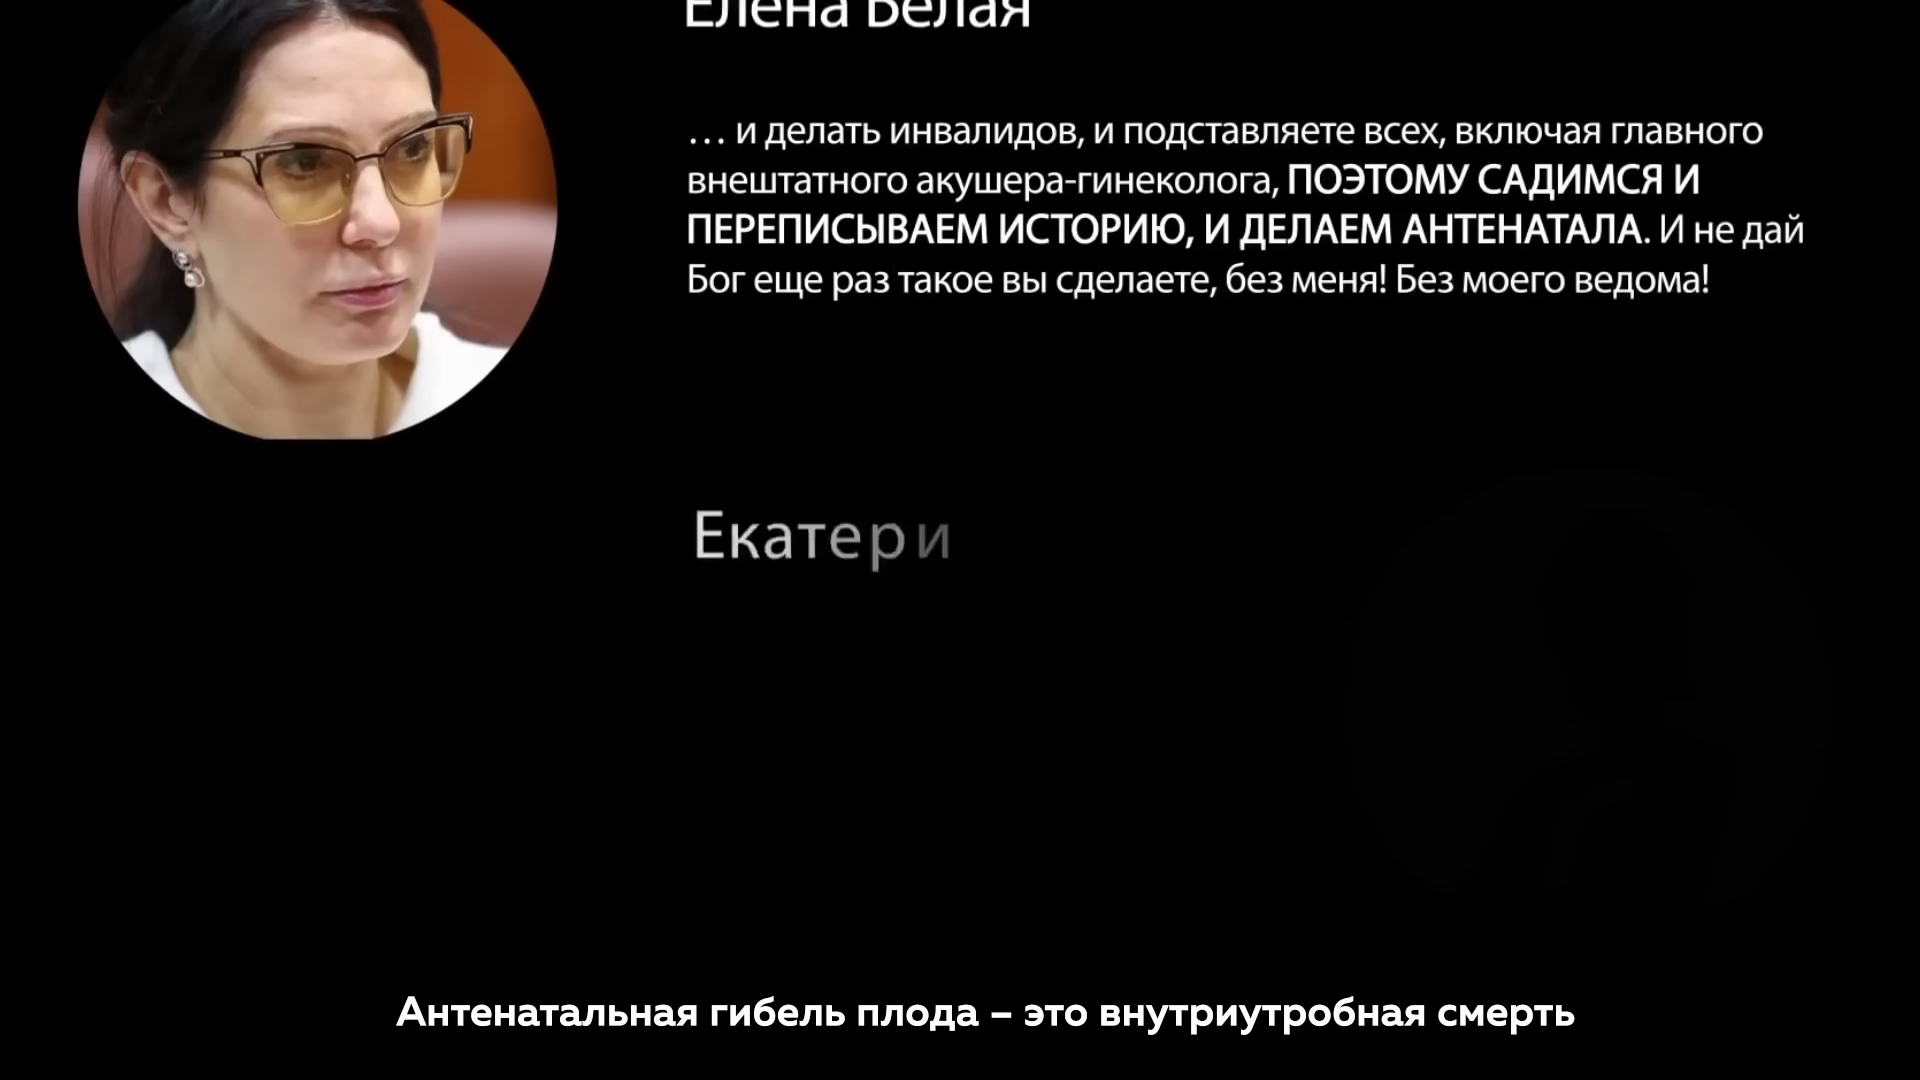 Елена Белая
… и делать инвалидов, и подставляете всех, включая главного
внештатного акушера-гинеколога, ПОЭТОМУ САДИМСЯ И
ПЕРЕПИСЫВАЕМ ИСТОРИЮ, И ДЕЛАЕМ АНТЕНАТАЛА. И не дай
Бог еще раз такое вы сделаете, без меня! Без моего ведома!
Екатери
Антенатальная гибель плода – это внутриутробная смерть